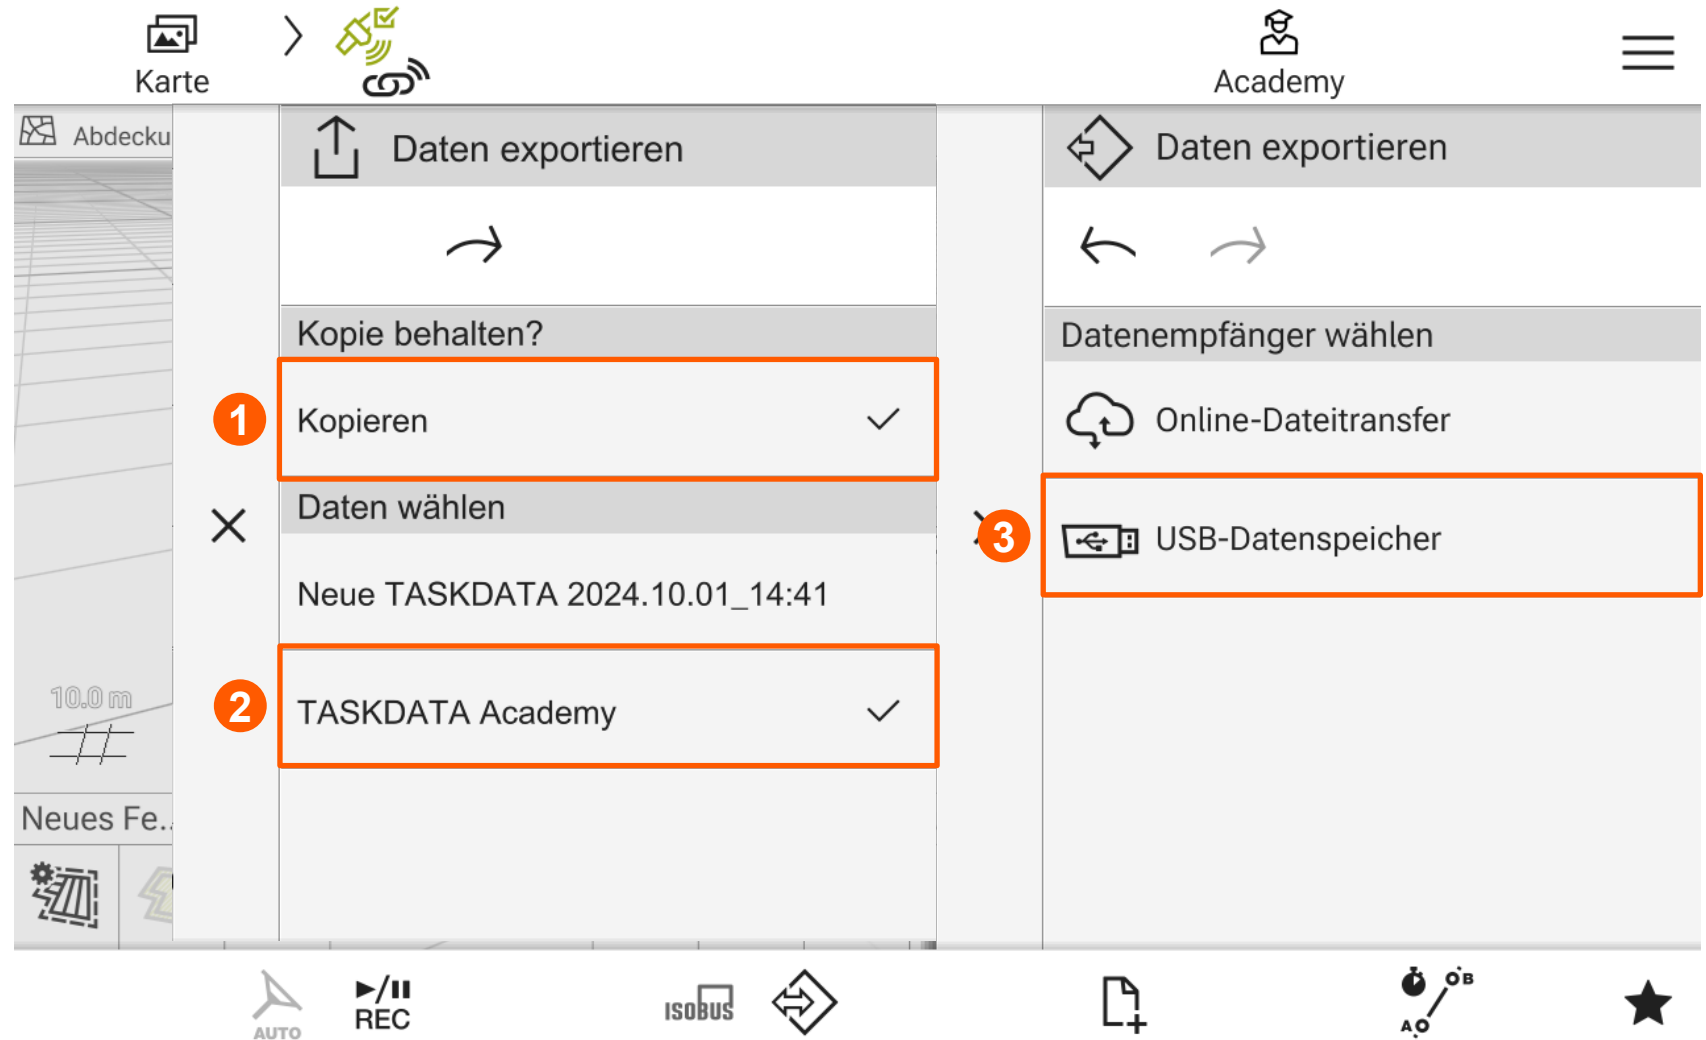 Karte
Academy
Abdecku
Daten exportieren
Daten exportieren
Kopie behalten?
Datenempfänger wählen
1
Kopieren
Online-Dateitransfer
Daten wählen
3
USB-Datenspeicher
Neue TASKDATA 2024.10.01_14:41
10.0 m
2
TASKDATA Academy
Neues Fe..
AUTO
REC
ISOBUS
A
B